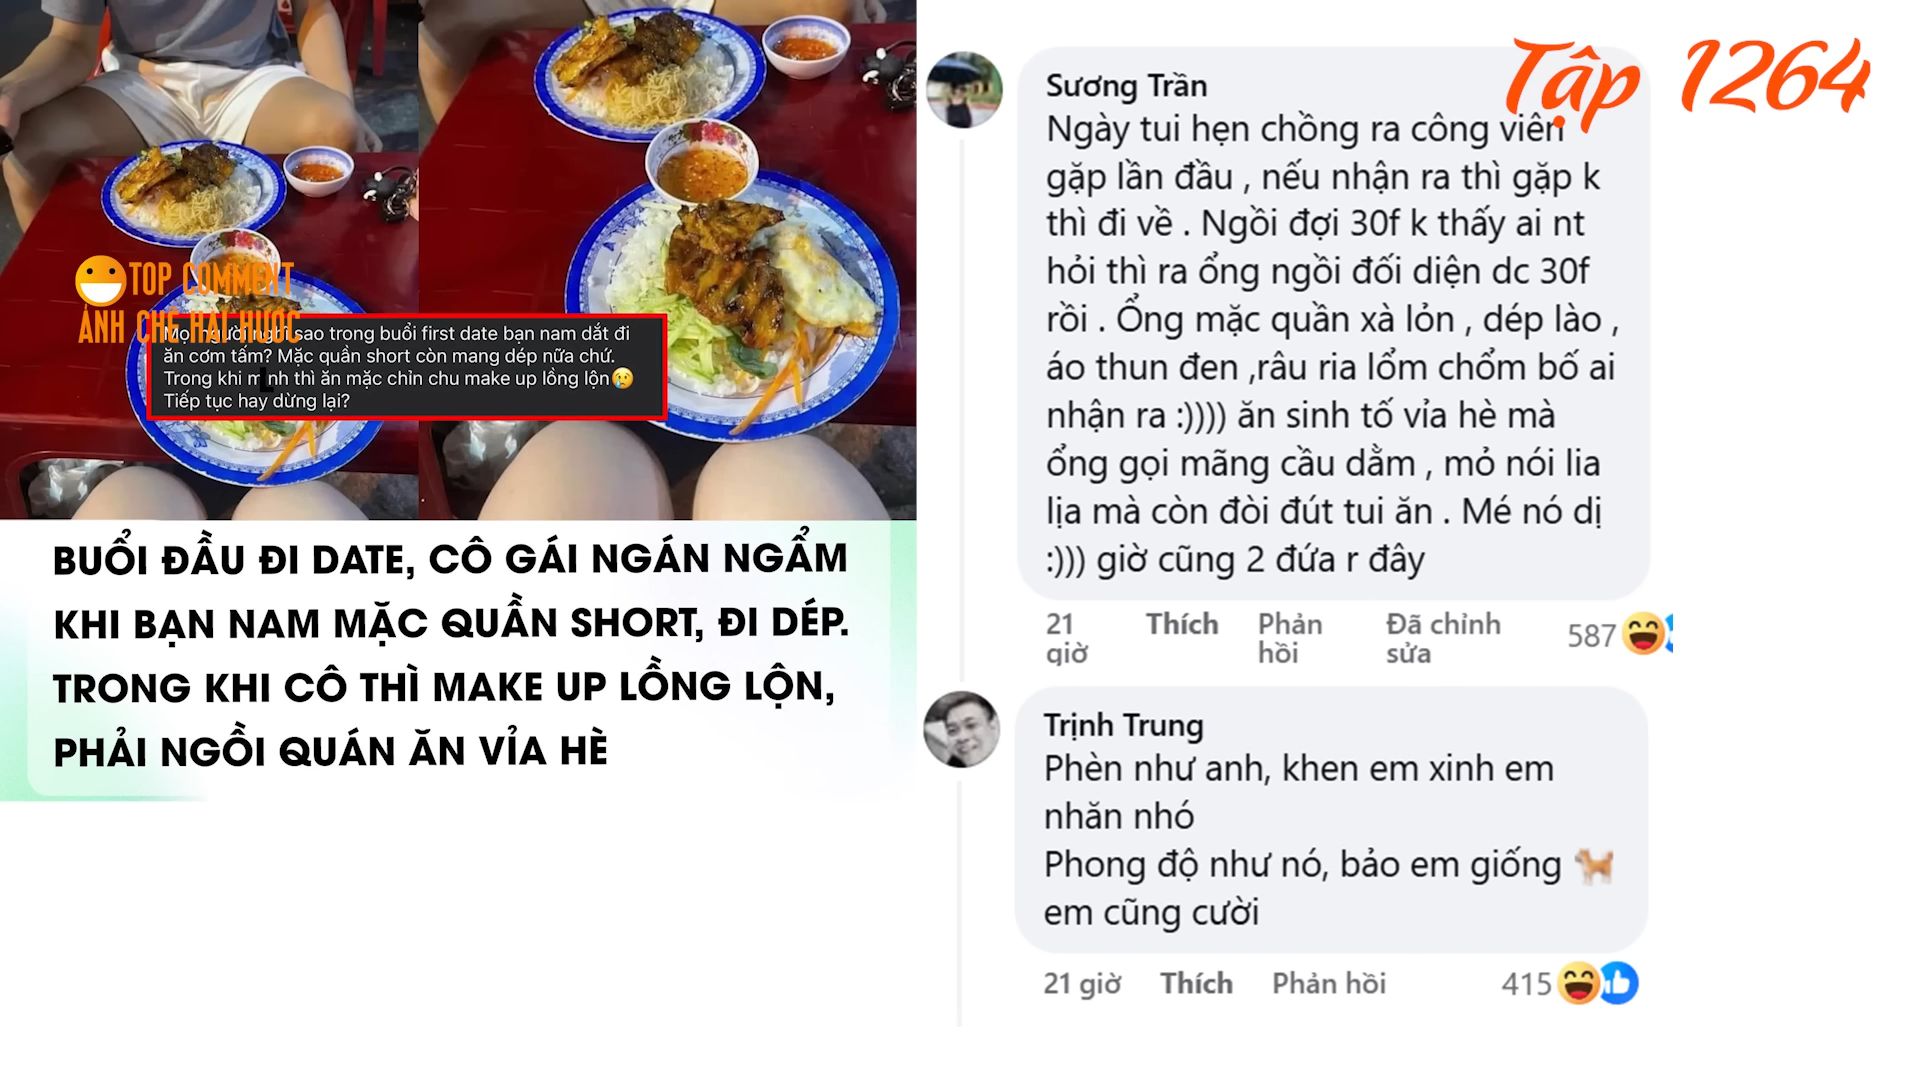 TOP COMMENT
ẢNH CHẾ HÀI HƯỚC
Mọi người nghĩ sao trong buổi first date bạn nam dắt đi
ăn cơm tấm? Mặc quần short còn mang dép nữa chứ.
Trong khi mình thì ăn mặc chỉn chu make up lồng lộn😢
Tiếp tục hay dừng lại?
BUỔI ĐẦU ĐI DATE, CÔ GÁI NGÁN NGẨM
KHI BẠN NAM MẶC QUẦN SHORT, ĐI DÉP.
TRONG KHI CÔ THÌ MAKE UP LỒNG LỘN,
PHẢI NGỒI QUÁN ĂN VỈA HÈ
Tập 1264
Sương Trần
Ngày tui hẹn chồng ra công viên
gặp lần đầu , nếu nhận ra thì gặp k
thì đi về . Ngồi đợi 30f k thấy ai nt
hỏi thì ra ổng ngồi đối diện dc 30f
rồi . Ổng mặc quần xà lỏn , dép lào ,
áo thun đen ,râu ria lổm chổm bố ai
nhận ra :)))) ăn sinh tố vỉa hè mà
ổng gọi mãng cầu dằm , mỏ nói lia
lịa mà còn đòi đút tui ăn . Mé nó dị
:))) giờ cũng 2 đứa r đây
21 giờ Thích Phản hồi Đã chỉnh sửa 587
Trịnh Trung
Phèn như anh, khen em xinh em
nhăn nhó
Phong độ như nó, bảo em giống 🐕
em cũng cười
21 giờ Thích Phản hồi 415